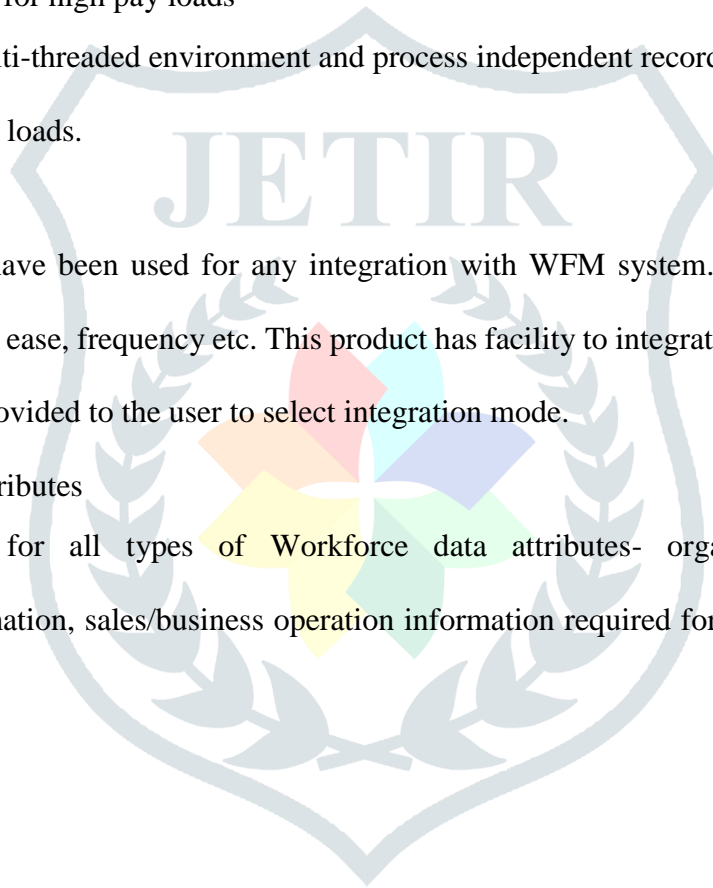 for high pay loads
ti-threaded environment and process independent record
loads.
JETIR
ave been used for any integration with WFM system.
ease, frequency etc. This product has facility to integrat
ovided to the user to select integration mode.
ributes
for all types of Workforce data attributes- orga
ation, sales/business operation information required for